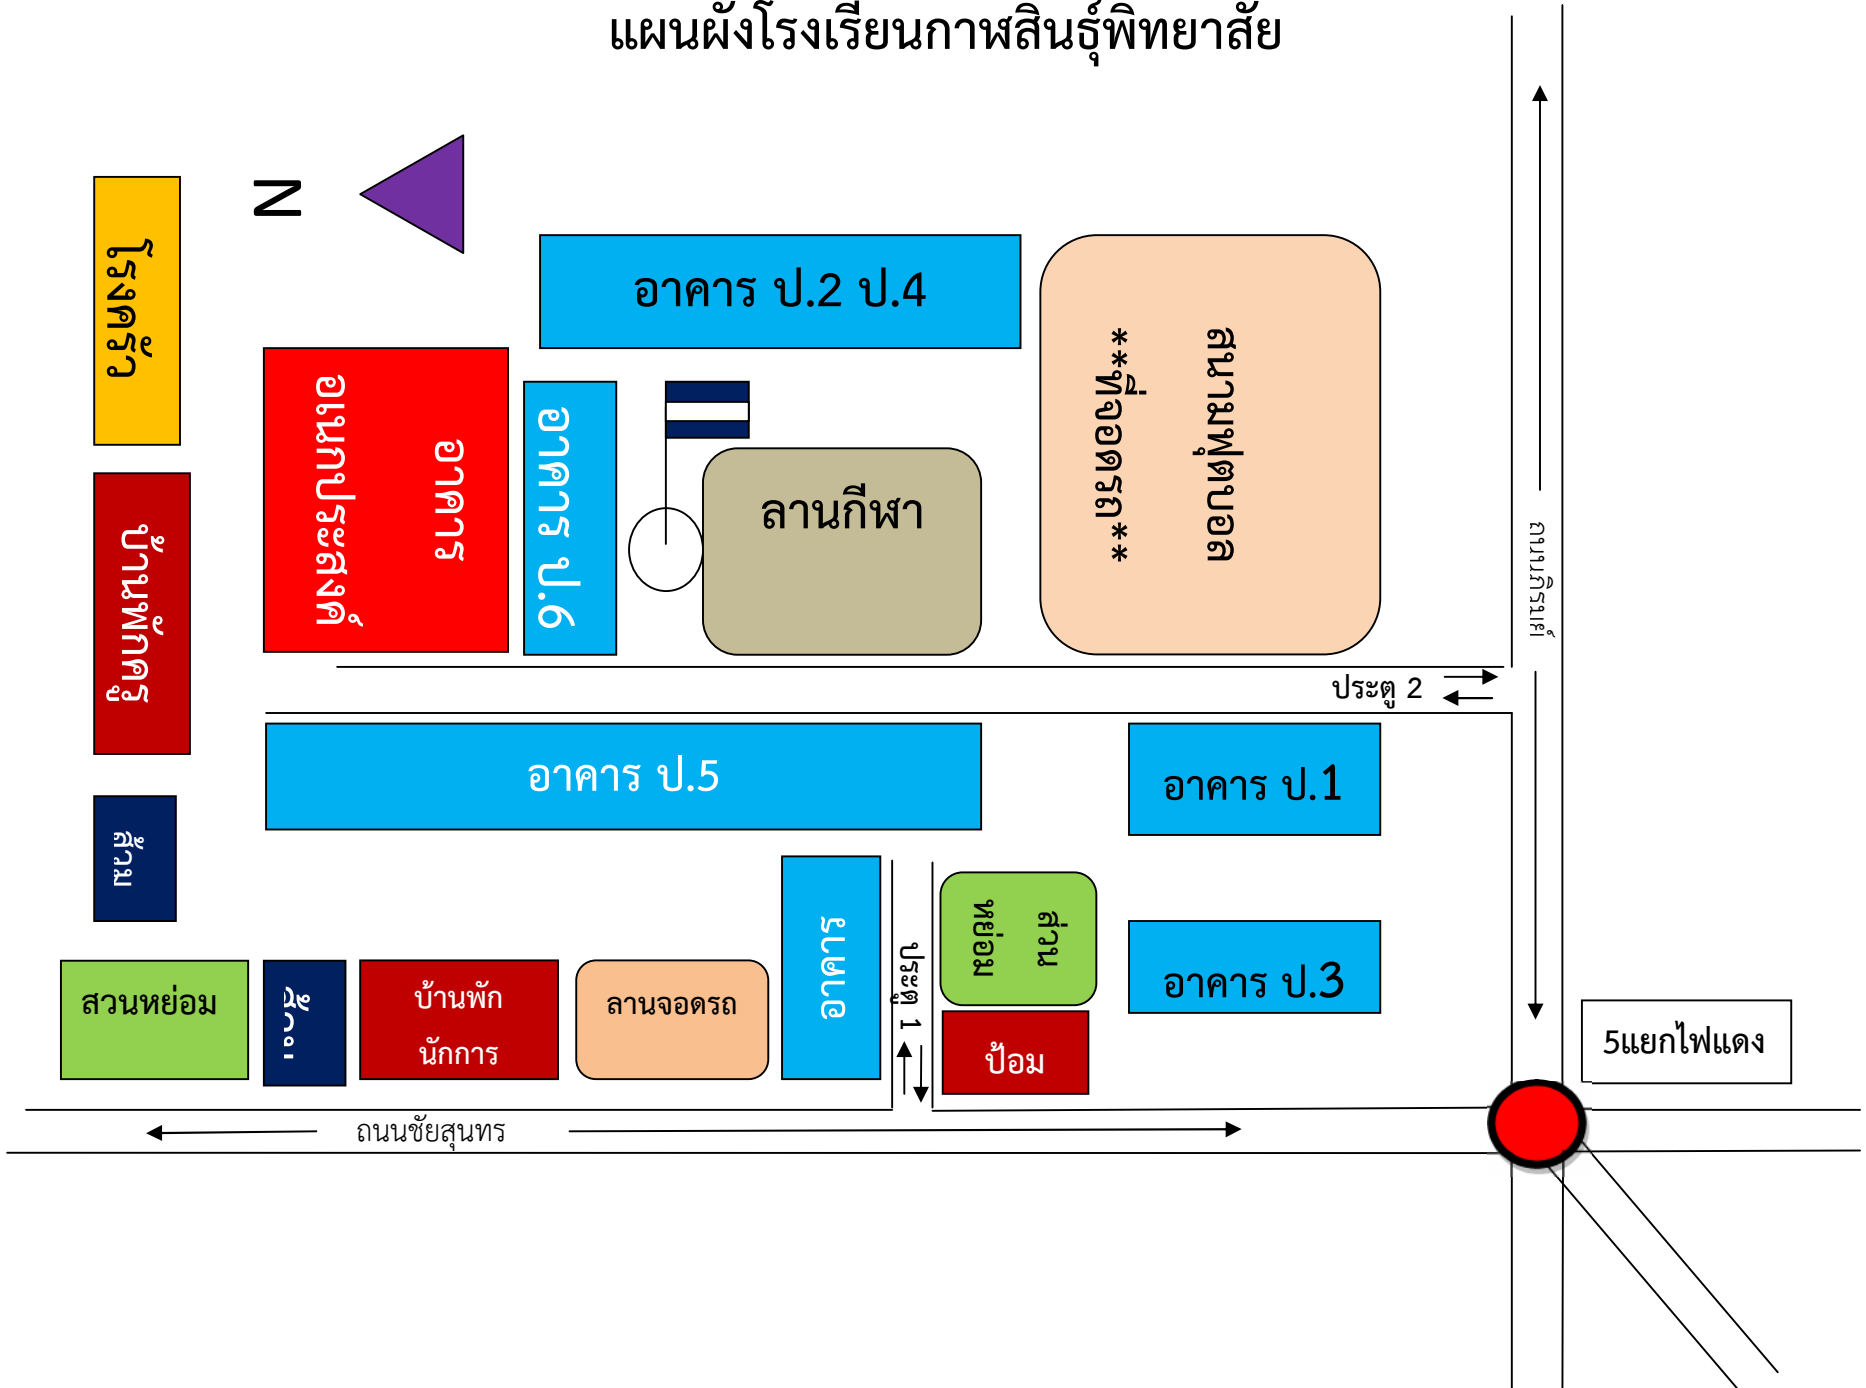 แผนผังโรงเรียนกาฬสินธุ์พิทยาสัย
N
โรงครัว
อาคาร ป.2 ป.4
อาคาร
อเนกประสงค์
อาคาร ป.6
ลานกีฬา
สนามฟุตบอล
**ที่จอดรถ**
บ้านพักครู
ถนนภิรมย์
ประตู 2
อาคาร ป.5
อาคาร ป.1
ส้วม
สวน
หย่อม
ประตู 1
อาคาร ป.3
สวนหย่อม
ส้วม
บ้านพัก
นักการ
ลานจอดรถ
ป้อม
5แยกไฟแดง
ถนนชัยสุนทร